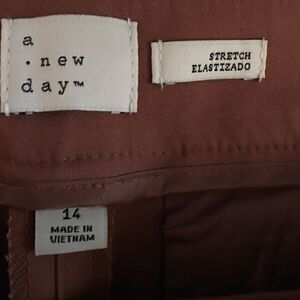 a
· new
day™
STRETCH
ELASTIZADO
14
MADE IN
VIETNAM